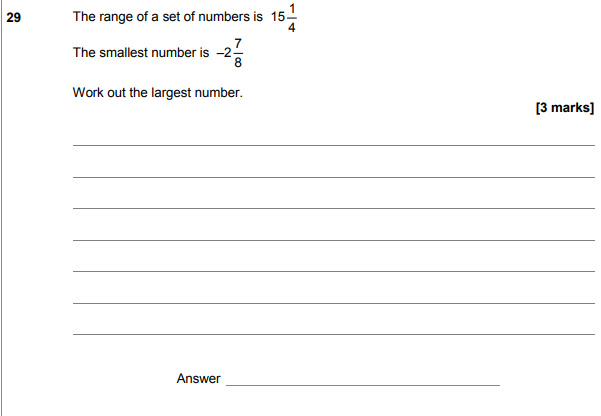 29 The range of a set of numbers is 15 1/4
The smallest number is –2 7/8
Work out the largest number.
[3 marks]
Answer